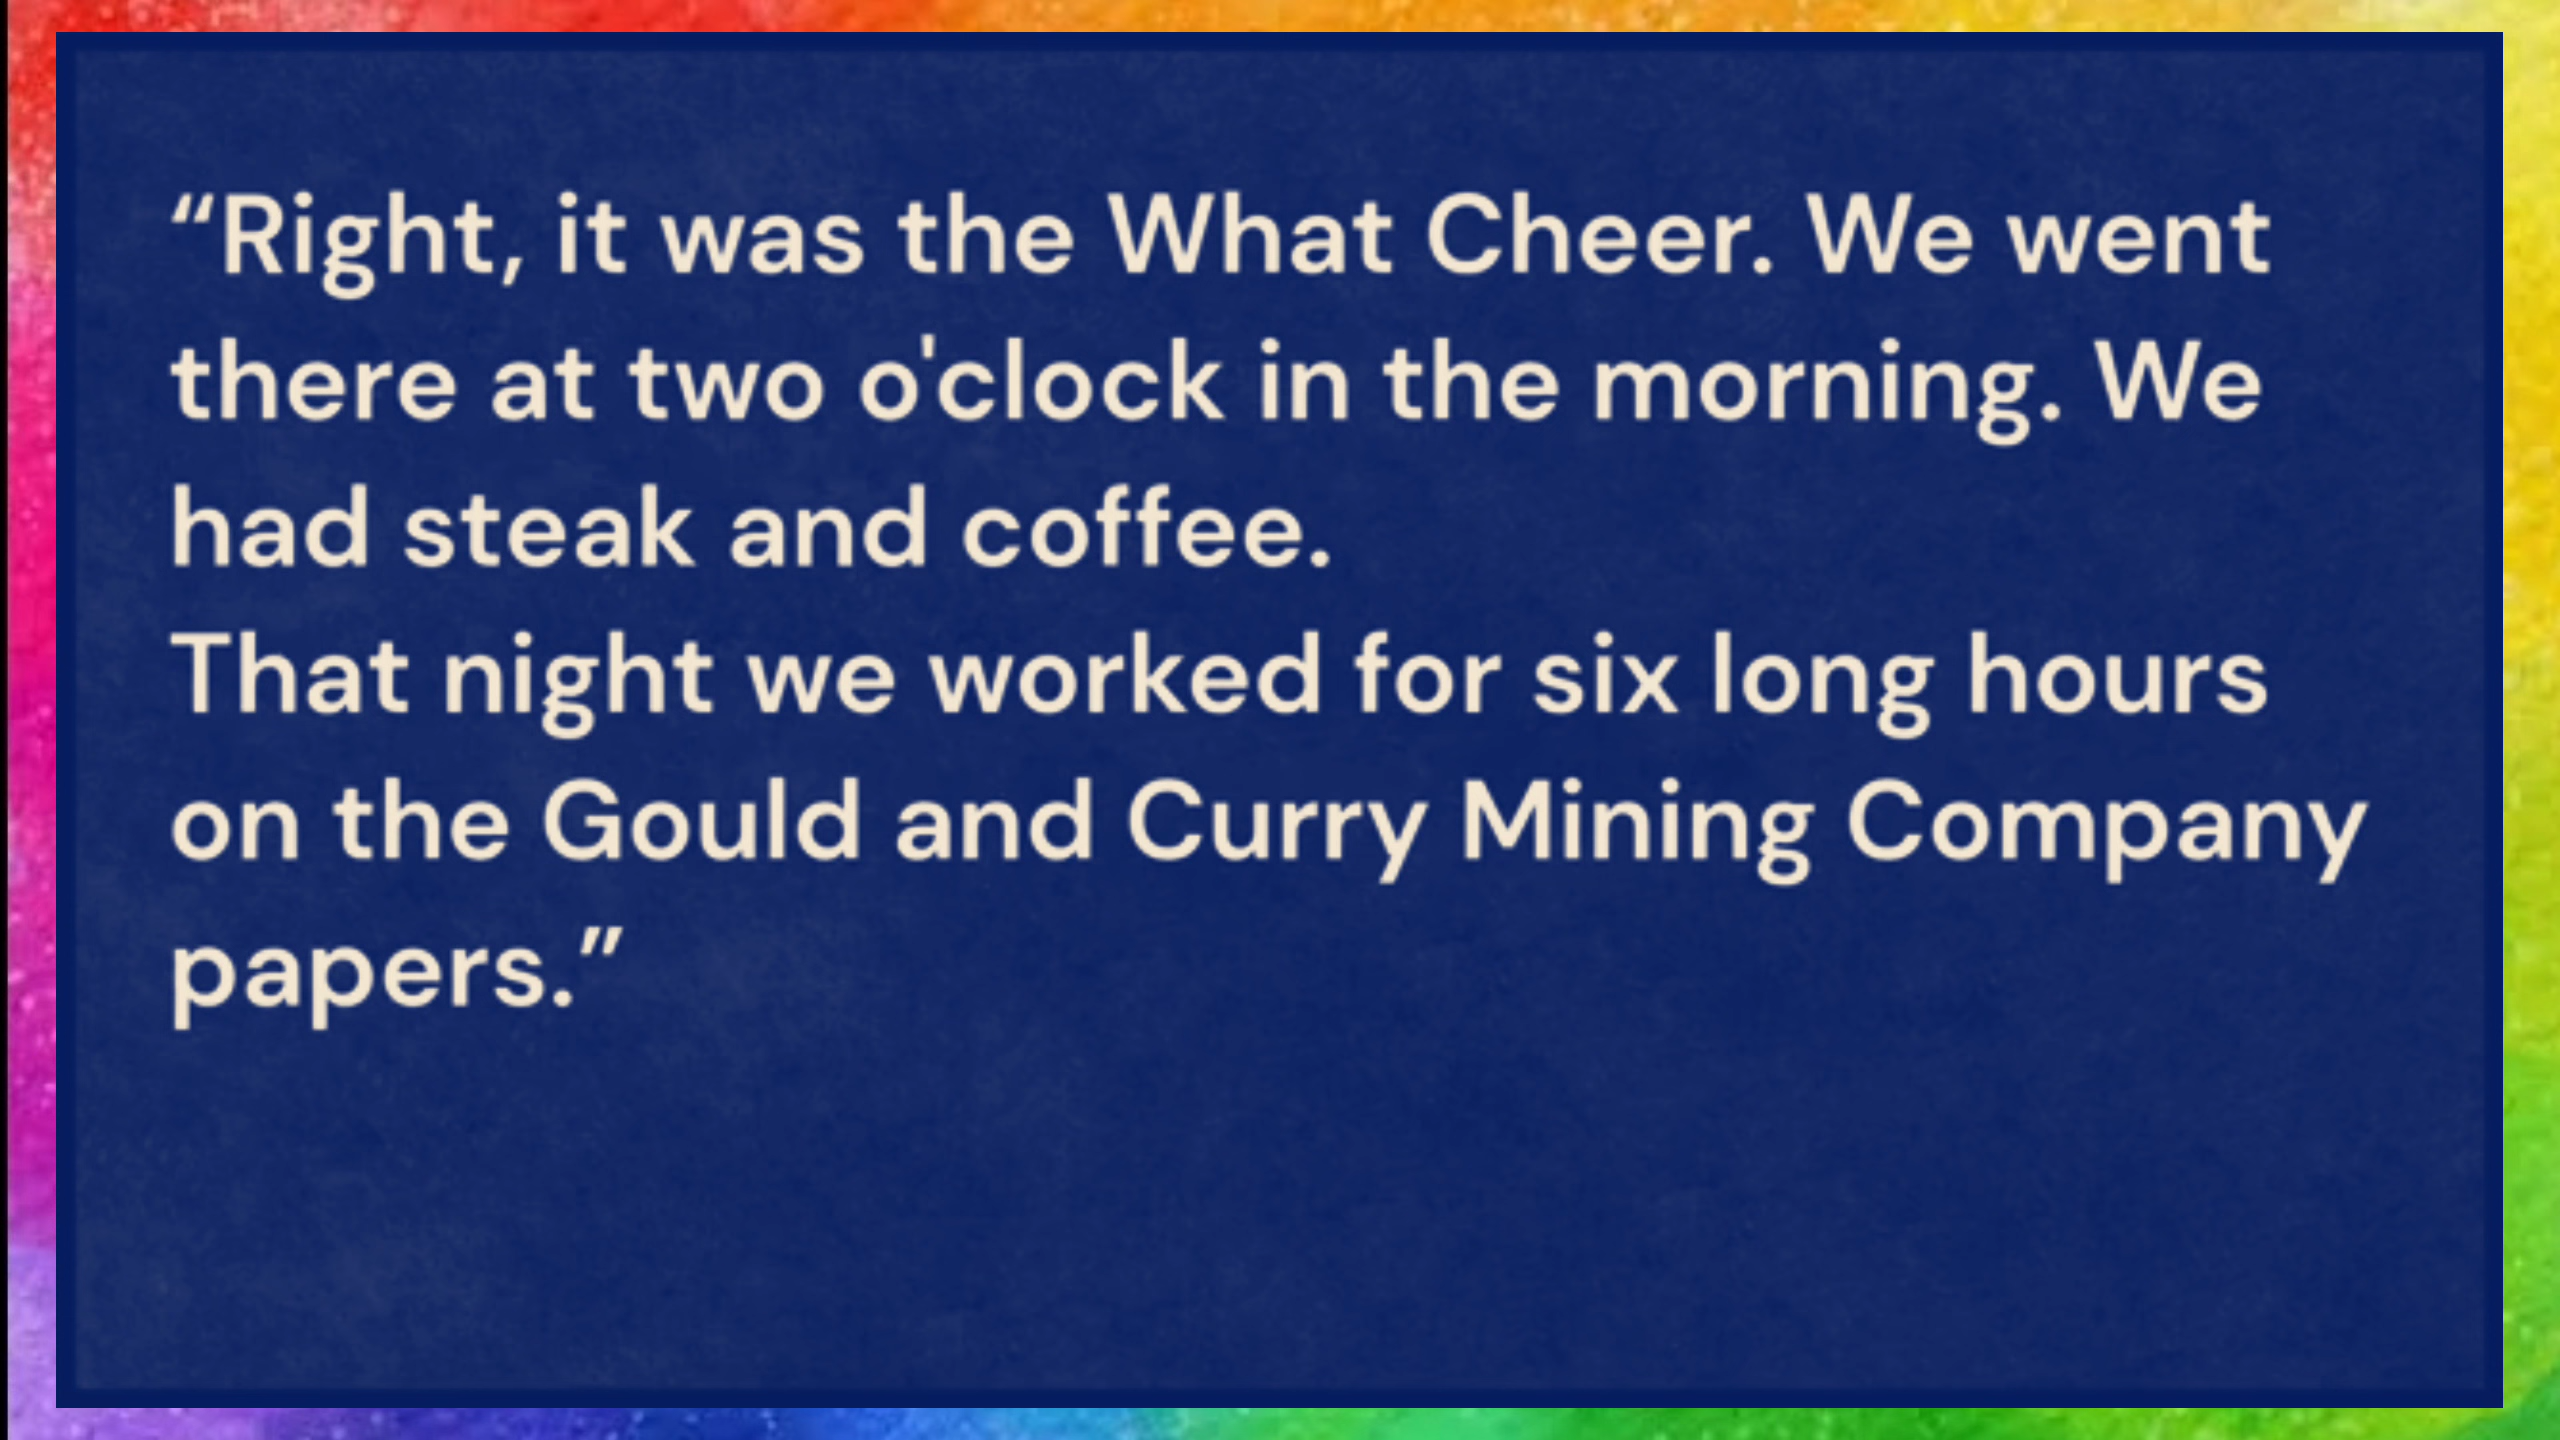 “Right, it was the What Cheer. We went
there at two o'clock in the morning. We
had steak and coffee.
That night we worked for six long hours
on the Gould and Curry Mining Company
papers.”